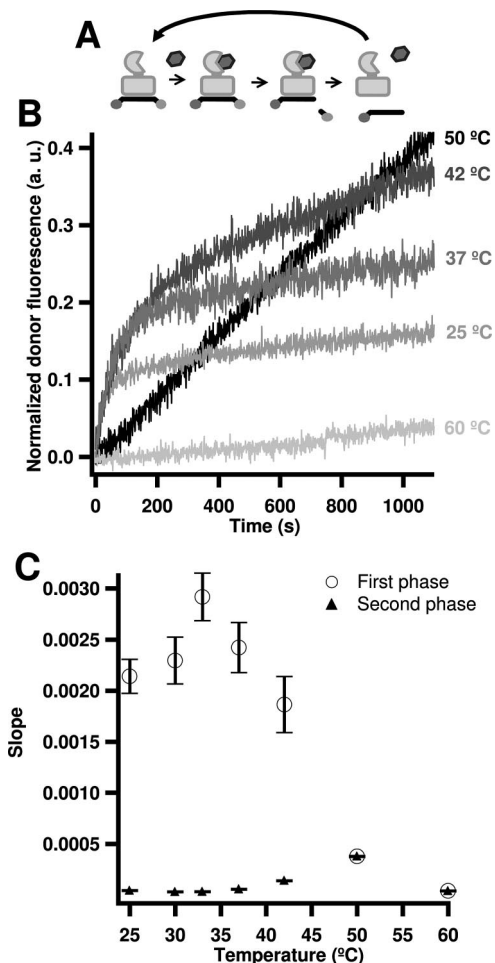 A
B
Normalized donor fluorescence (a. u.)
0.4
0.3
0.2
0.1
0.0
50 ºC
42 ºC
37 ºC
25 ºC
60 ºC
0 200 400 600 800 1000
Time (s)
C
Slope
0.0030
0.0025
0.0020
0.0015
0.0010
0.0005
First phase
Second phase
25 30 35 40 45 50 55 60
Temperature (ºC)